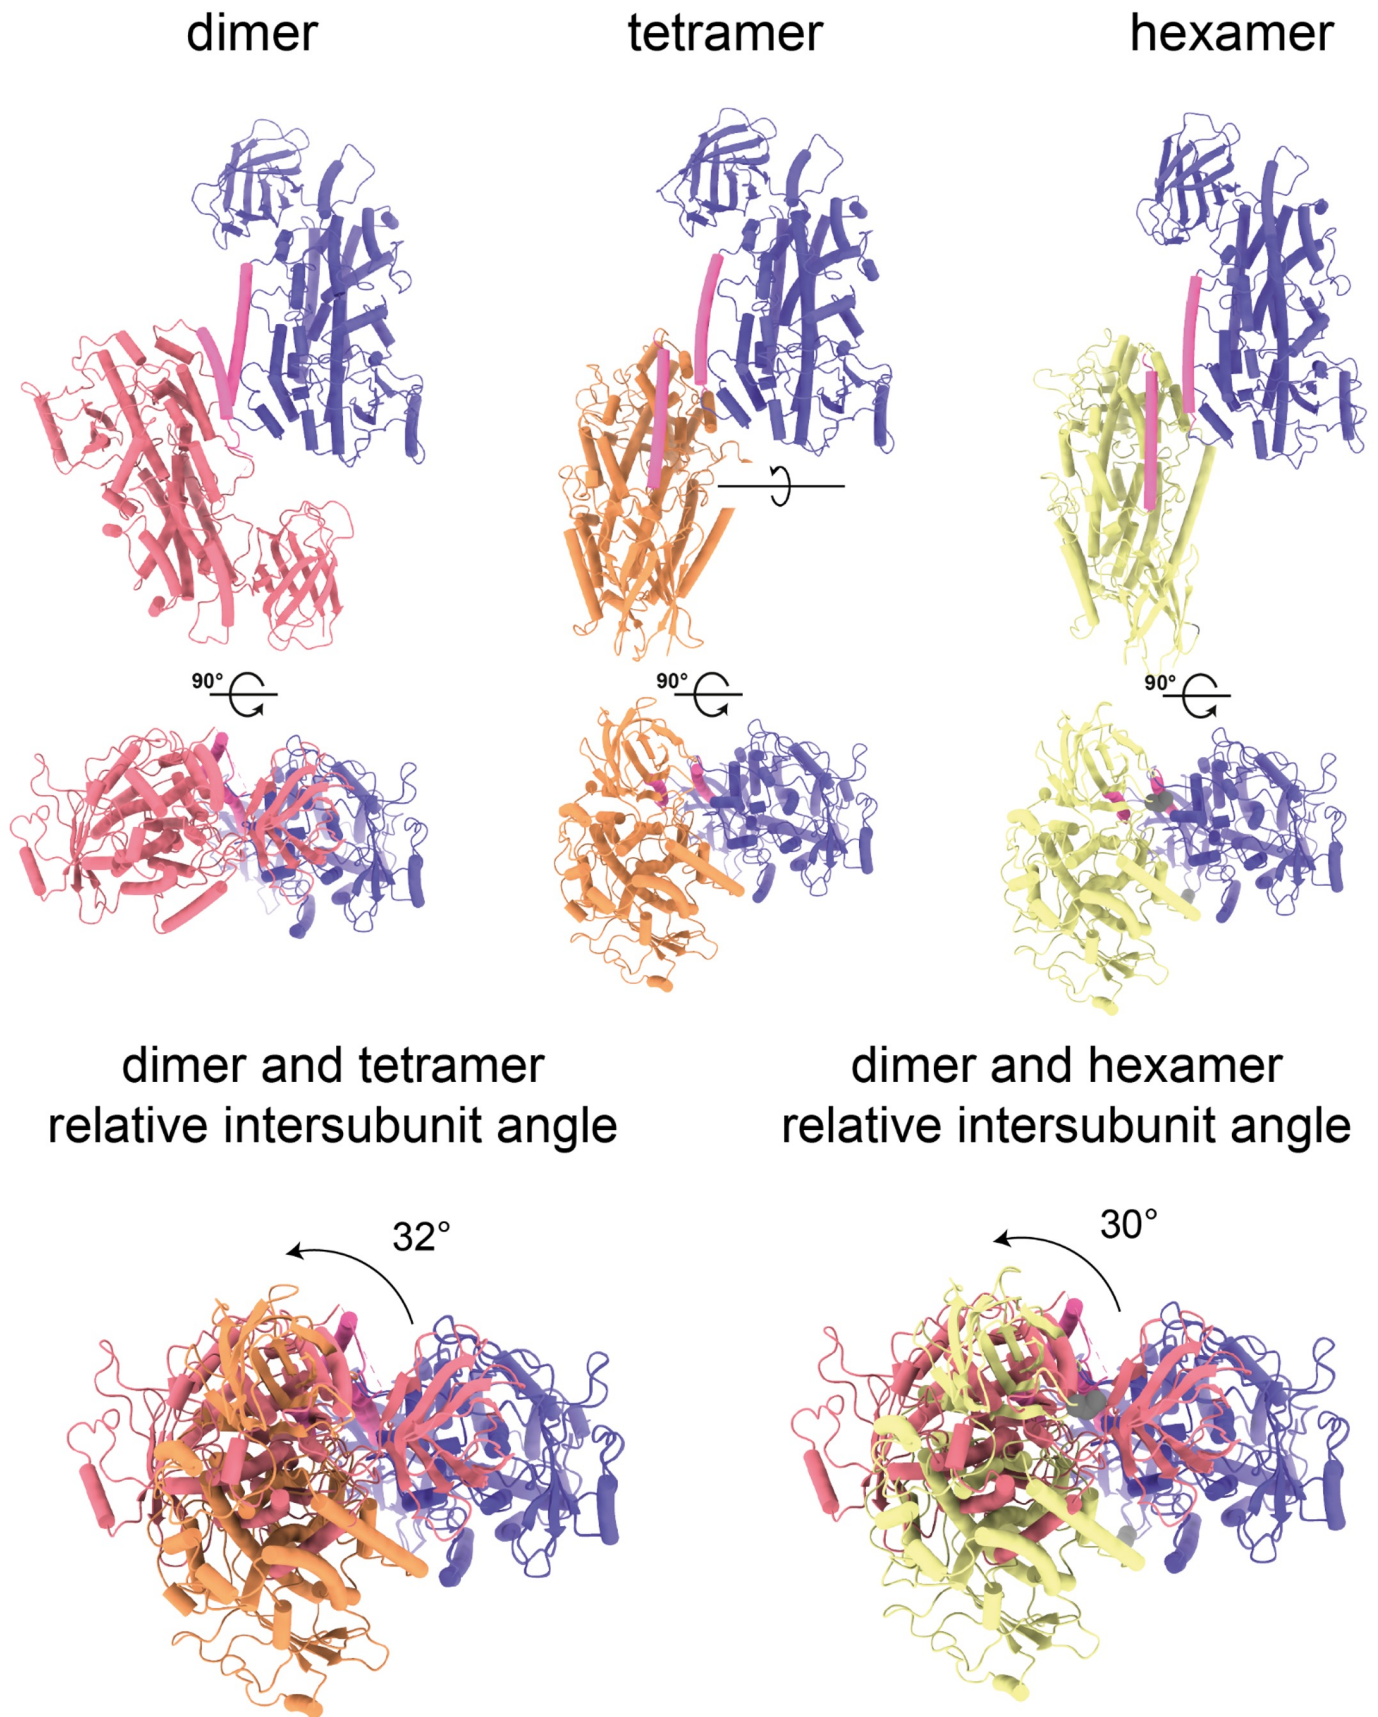 dimer
tetramer
hexamer
90°
90°
90°
dimer and tetramer
relative intersubunit angle
dimer and hexamer
relative intersubunit angle
32°
30°